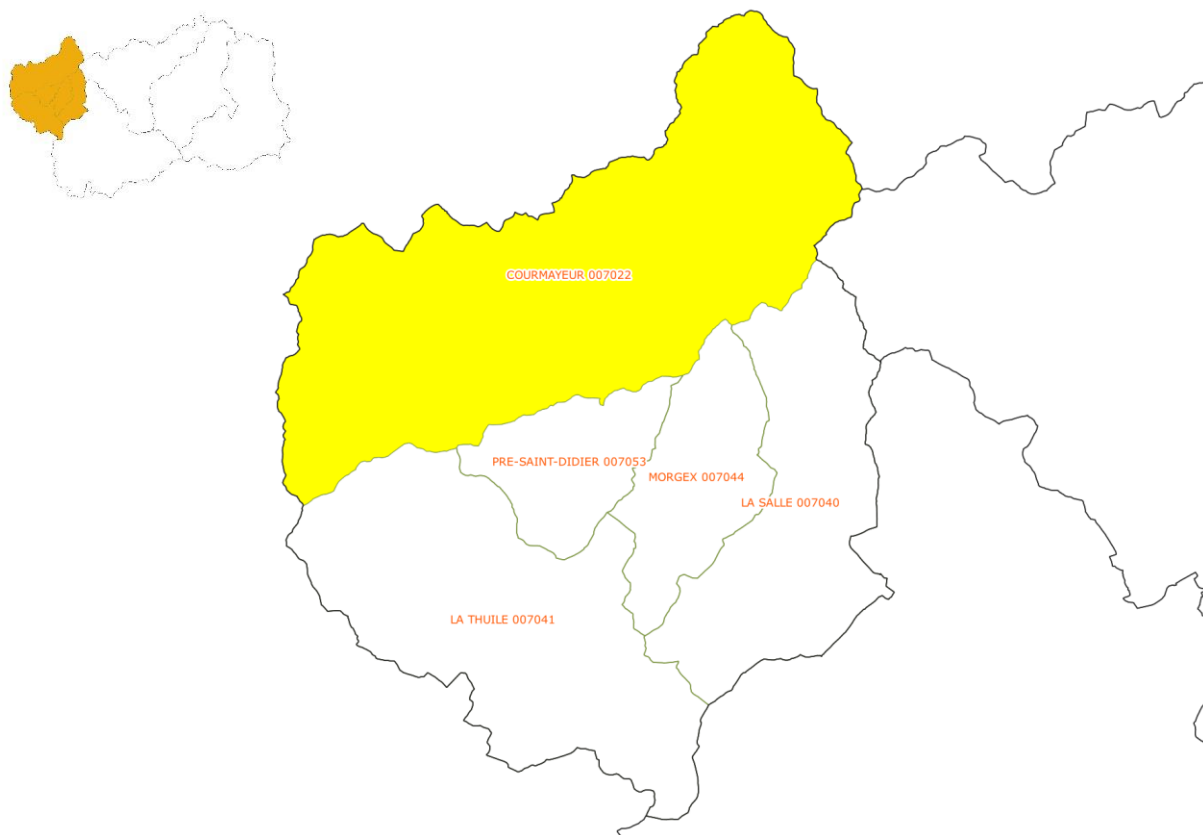 COURMAYEUR 007022
PRE-SAINT-DIDIER 007053
MORGEX 007044
LA SALLE 007040
LA THUILE 007041